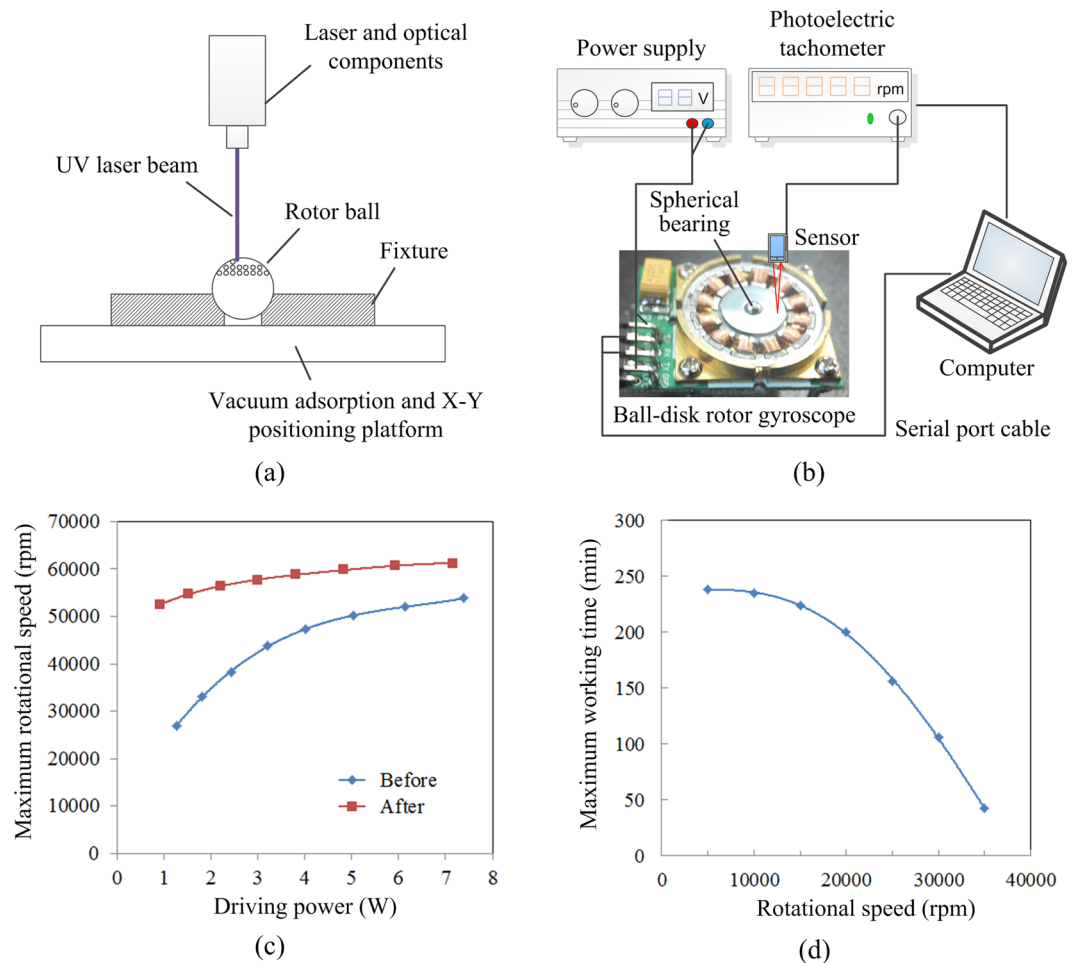 Laser and optical
components
UV laser beam
Rotor ball
Fixture
Vacuum adsorption and X-Y
positioning platform
(a)
Photoelectric
tachometer
Power supply
V
rpm
Spherical
bearing
Sensor
Computer
Ball-disk rotor gyroscope
Serial port cable
(b)
Maximum rotational speed (rpm)
70000
60000
50000
40000
30000
20000
10000
0
Before
After
0 1 2 3 4 5 6 7 8
Driving power (W)
(c)
Maximum working time (min)
300
250
200
150
100
50
0
0 10000 20000 30000 40000
Rotational speed (rpm)
(d)